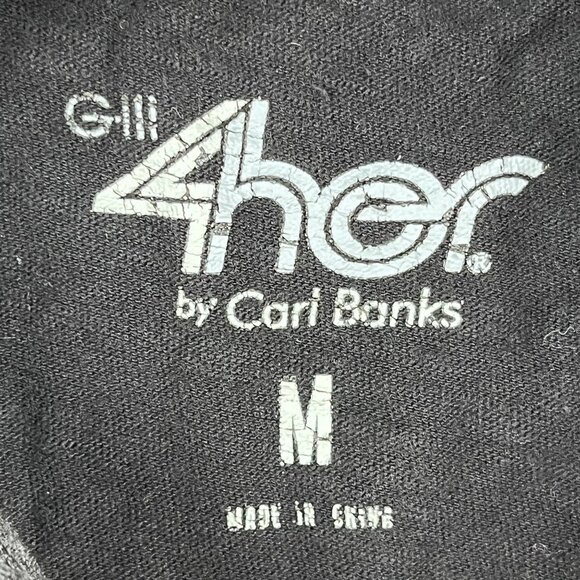 G-III
4her®
by Carl Banks
M
MADE IN CHINA